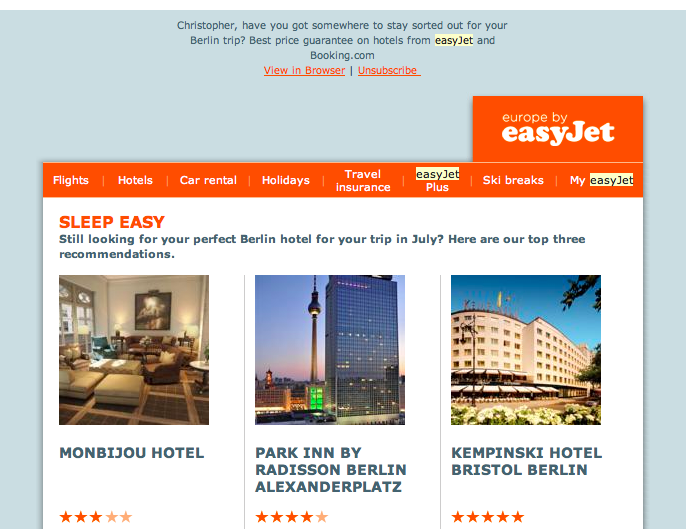 Christopher, have you got somewhere to stay sorted out for your
Berlin trip? Best price guarantee on hotels from easyJet and
Booking.com
View in Browser | Unsubscribe
europe by
easyJet
Flights | Hotels | Car rental | Holidays | Travel insurance | easyJet Plus | Ski breaks | My easyJet
SLEEP EASY
Still looking for your perfect Berlin hotel for your trip in July? Here are our top three
recommendations.
MONBIJOU HOTEL
PARK INN BY
RADISSON BERLIN
ALEXANDERPLATZ
KEMPINSKI HOTEL
BRISTOL BERLIN